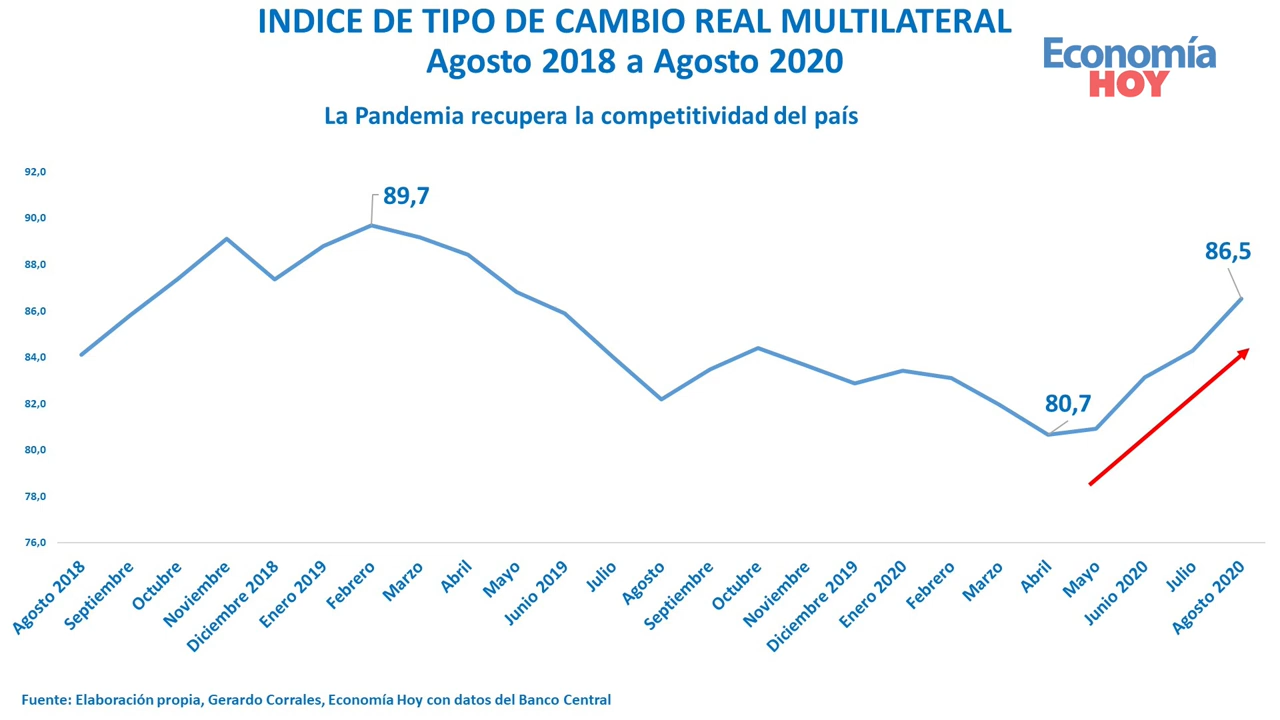 INDICE DE TIPO DE CAMBIO REAL MULTILATERAL
Agosto 2018 a Agosto 2020
Economía
HOY
La Pandemia recupera la competitividad del país
92,0
90,0
88,0
86,0
84,0
82,0
80,0
78,0
76,0
89,7
80,7
86,5
Agosto 2018
Septiembre
Octubre
Noviembre
Diciembre 2018
Enero 2019
Febrero
Marzo
Abril
Mayo
Junio 2019
Julio
Agosto
Septiembre
Octubre
Noviembre
Diciembre 2019
Enero 2020
Febrero
Marzo
Abril
Mayo
Junio 2020
Julio
Agosto 2020
Fuente: Elaboración propia, Gerardo Corrales, Economía Hoy con datos del Banco Central